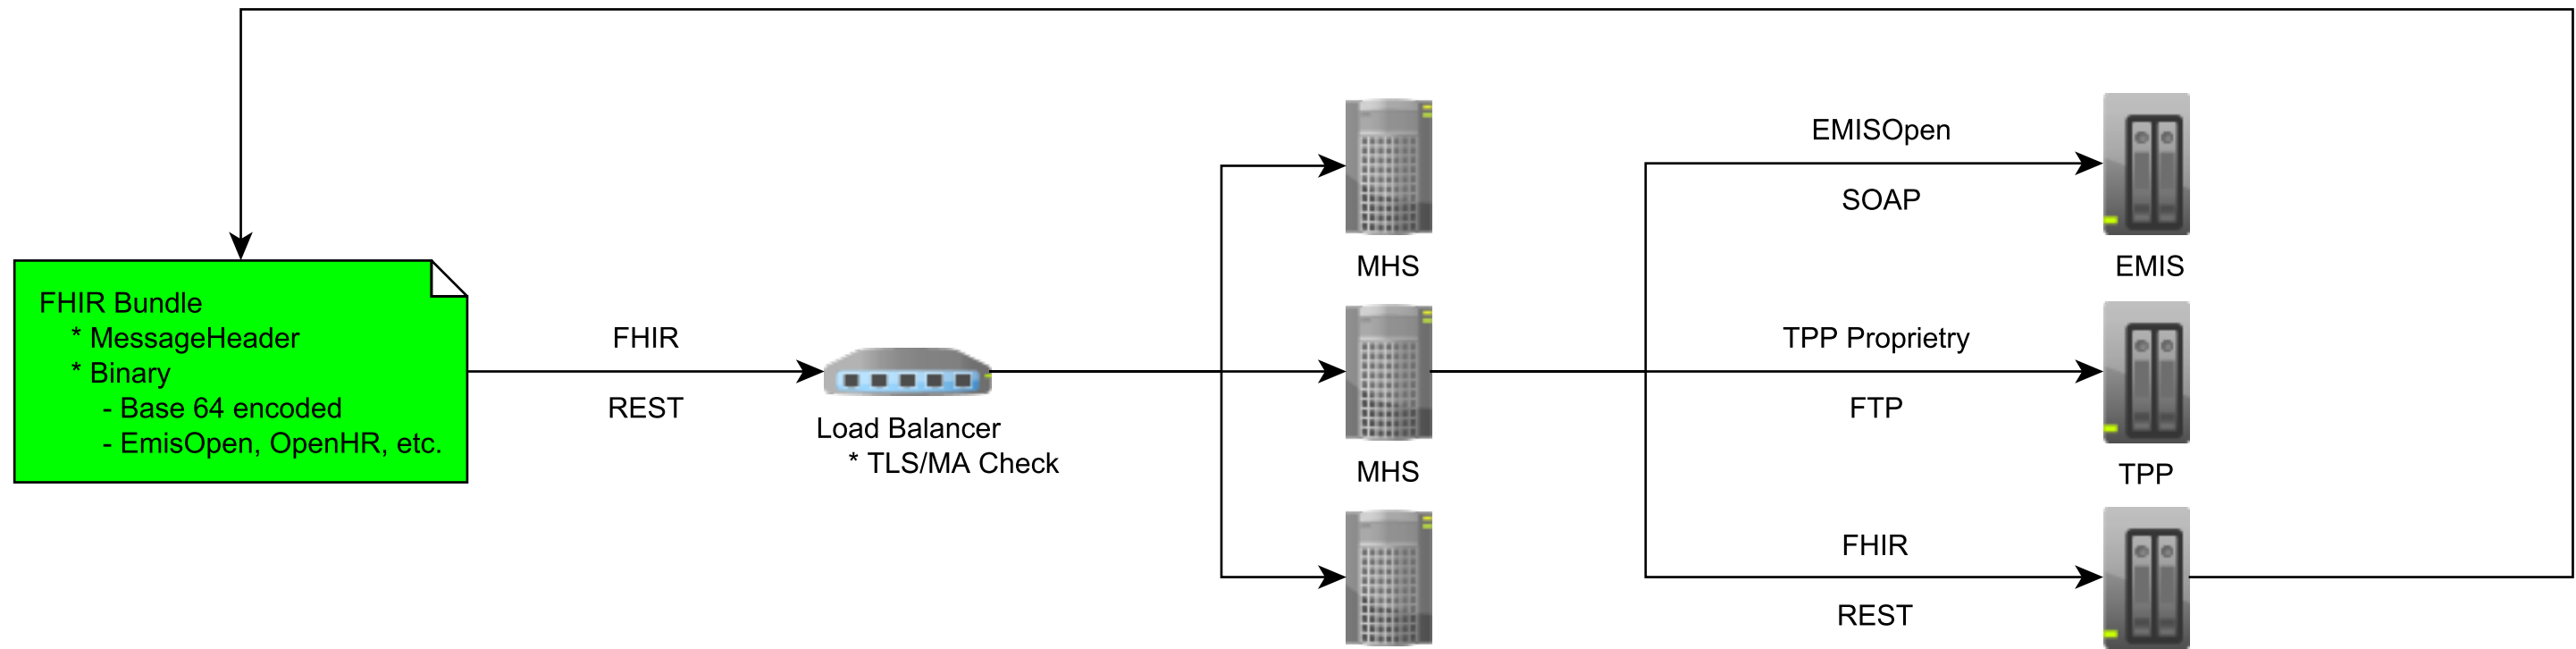 FHIR Bundle
* MessageHeader
* Binary
- Base 64 encoded
- EmisOpen, OpenHR, etc.
FHIR
REST
Load Balancer
* TLS/MA Check
MHS
MHS
EMISOpen
SOAP
EMIS
TPP Proprietry
FTP
TPP
FHIR
REST